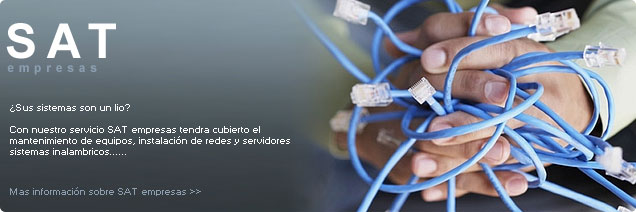 SAT
empresas
¿Sus sistemas son un lio?
Con nuestro servicio SAT empresas tendra cubierto el
mantenimiento de equipos, instalación de redes y servidores
sistemas inalambricos......
Mas información sobre SAT empresas >>